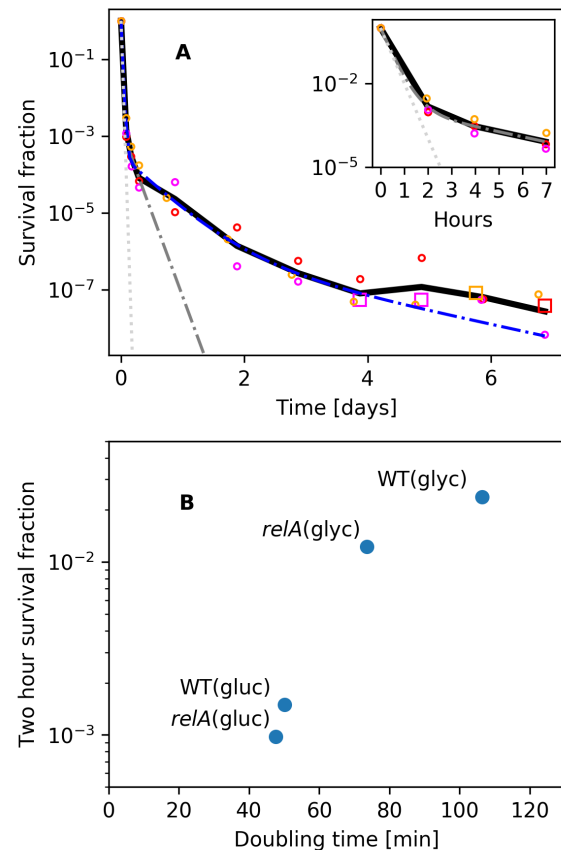 A
Survival fraction
10⁻¹
10⁻³
10⁻⁵
10⁻⁷
0 2 4 6
Time [days]
10⁻²
10⁻⁵
0 1 2 3 4 5 6 7
Hours
B
Two hour survival fraction
10⁻²
10⁻³
WT(glyc)
relA(glyc)
WT(gluc)
relA(gluc)
0 20 40 60 80 100 120
Doubling time [min]